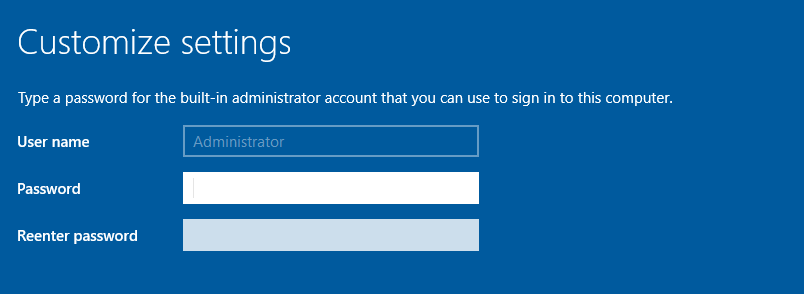 Customize settings
Type a password for the built-in administrator account that you can use to sign in to this computer.
User name Administrator
Password
Reenter password